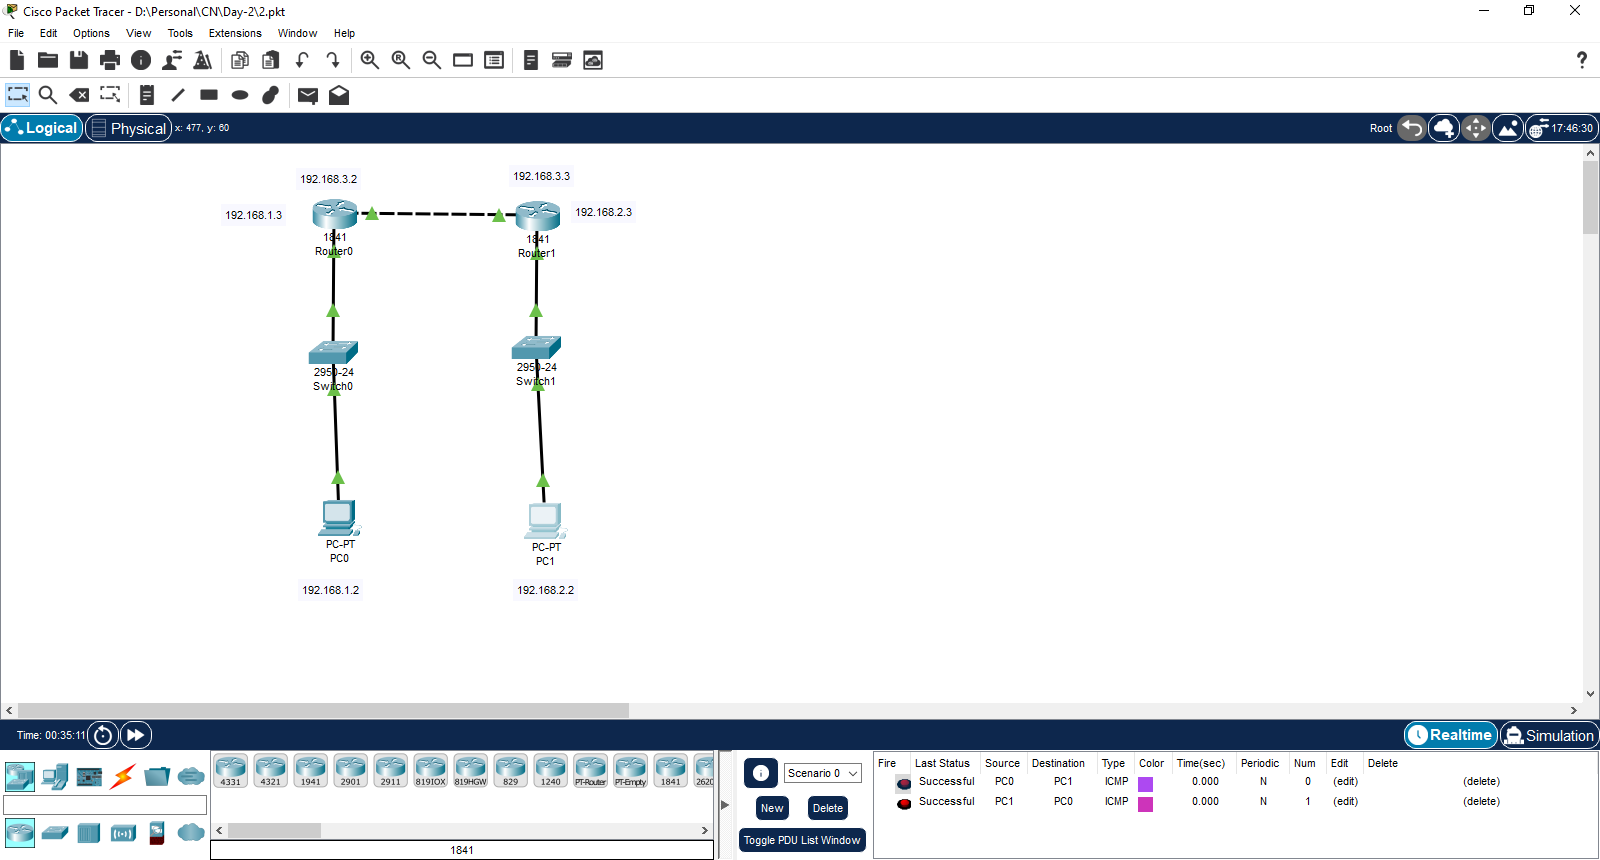 Cisco Packet Tracer - D:\Personal\CN\Day-2\2.pkt
File Edit Options View Tools Extensions Window Help
Logical Physical x: 477, y: 60 Root 17:46:30
192.168.3.2 192.168.3.3
192.168.1.3 192.168.2.3
1841 1841
Router0 Router1
2950-24 2950-24
Switch0 Switch1
PC-PT PC-PT
PC0 PC1
192.168.1.2 192.168.2.2
Time: 00:35:11 Realtime Simulation
4331 4321 1941 2901 2911 819IOX 819HGW 829 1240 PT-Router PT-Empty 1841 2620
1841
Scenario 0
New Delete
Toggle PDU List Window
Fire Last Status Source Destination Type Color Time(sec) Periodic Num Edit Delete
Successful PC0 PC1 ICMP 0.000 N 0 (edit) (delete)
Successful PC1 PC0 ICMP 0.000 N 1 (edit) (delete)